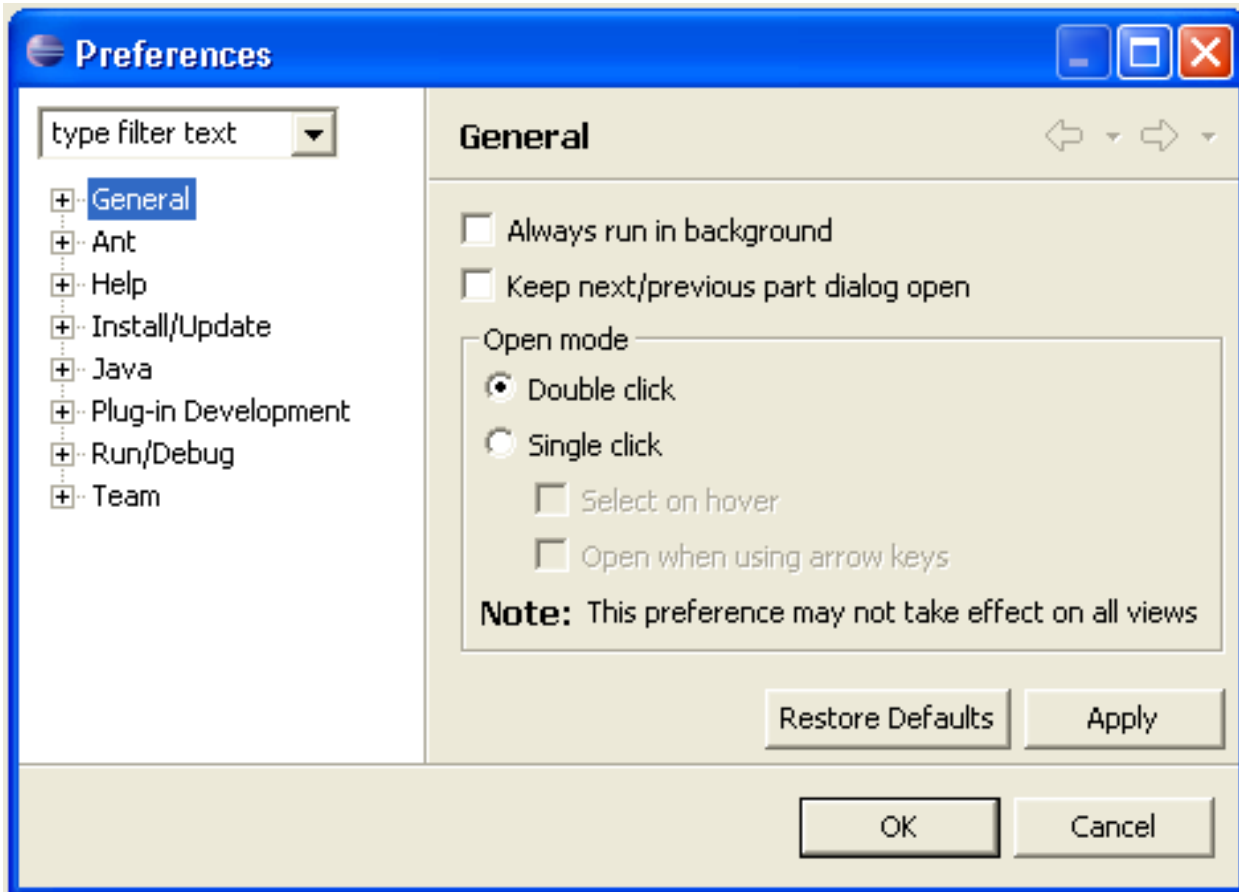 Preferences
type filter text
General
Ant
Help
Install/Update
Java
Plug-in Development
Run/Debug
Team
General
Always run in background
Keep next/previous part dialog open
Open mode
Double click
Single click
Select on hover
Open when using arrow keys
Note: This preference may not take effect on all views
Restore Defaults Apply
OK Cancel